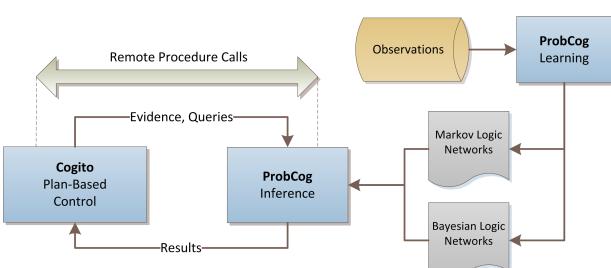 Remote Procedure Calls
Observations
ProbCog
Learning
Evidence, Queries
Markov Logic
Networks
Cogito
Plan-Based
Control
ProbCog
Inference
Bayesian Logic
Networks
Results